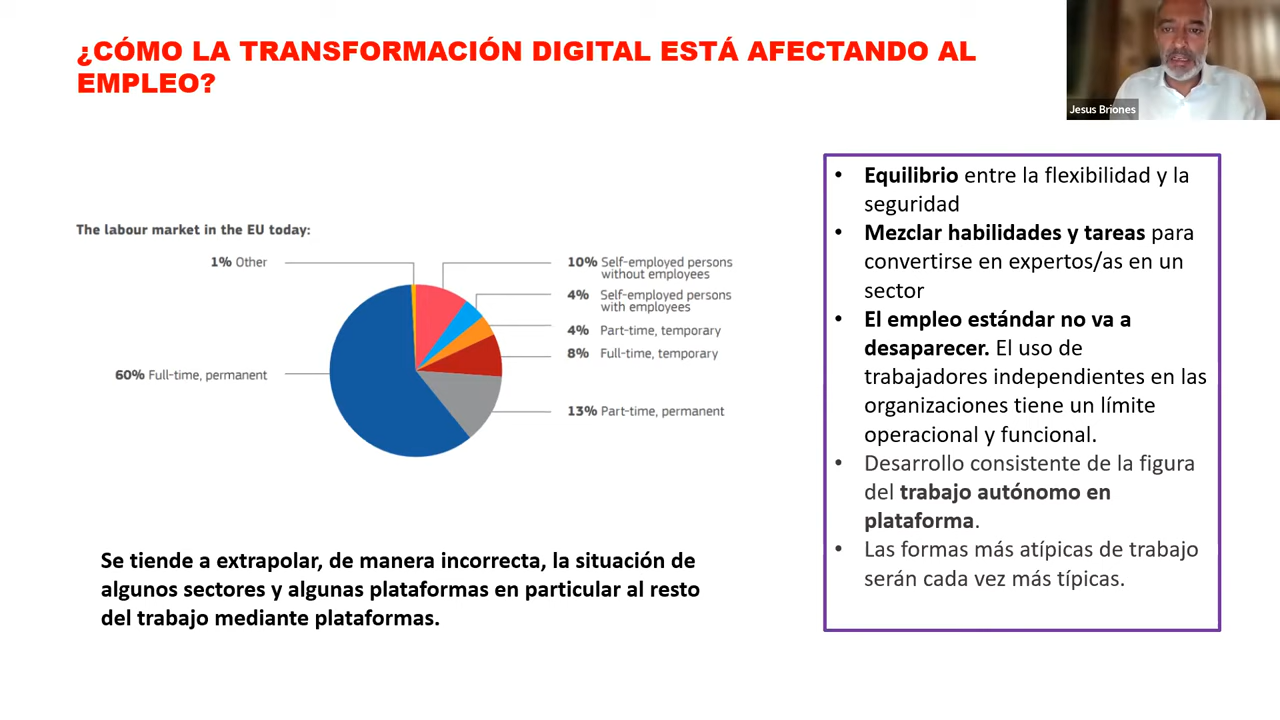 ¿CÓMO LA TRANSFORMACIÓN DIGITAL ESTÁ AFECTANDO AL
EMPLEO?
Jesus Briones
The labour market in the EU today:
1% Other
60% Full-time, permanent
10% Self-employed persons
without employees
4% Self-employed persons
with employees
4% Part-time, temporary
8% Full-time, temporary
13% Part-time, permanent
Se tiende a extrapolar, de manera incorrecta, la situación de
algunos sectores y algunas plataformas en particular al resto
del trabajo mediante plataformas.
• Equilibrio entre la flexibilidad y la
seguridad
• Mezclar habilidades y tareas para
convertirse en expertos/as en un
sector
• El empleo estándar no va a
desaparecer. El uso de
trabajadores independientes en las
organizaciones tiene un límite
operacional y funcional.
• Desarrollo consistente de la figura
del trabajo autónomo en
plataforma.
• Las formas más atípicas de trabajo
serán cada vez más típicas.